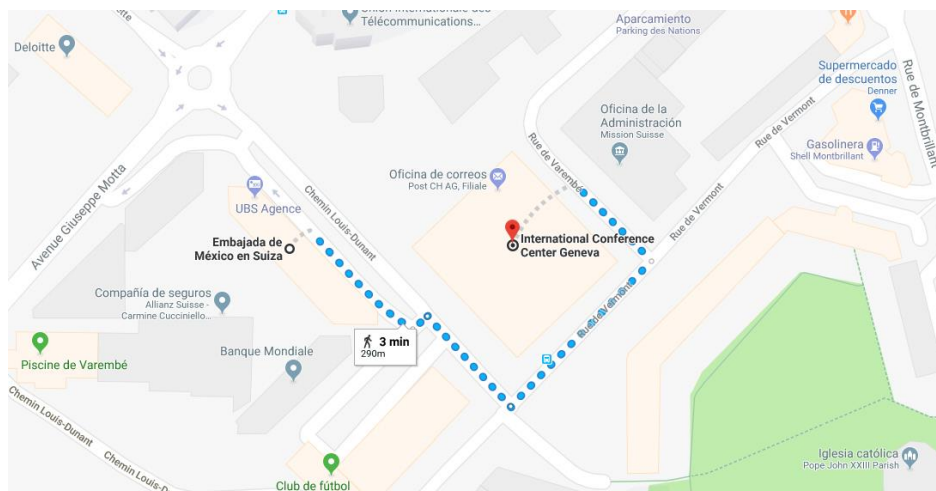 Union Internationale des
Télécommunications...
Deloitte
Aparcamiento
Parking des Nations
Supermercado
de descuentos
Denner
Rue de Montbrillant
Oficina de la
Administración
Mission Suisse
Rue de Vermont
Gasolinera
Shell Montbrillant
Rue de Varembé
Oficina de correos
Post CH AG, Filiale
Avenue Giuseppe Motta
Chemin Louis-Dunant
UBS Agence
Rue de Vermont
Embajada de
México en Suiza
International Conference
Center Geneva
Compañía de seguros
Allianz Suisse -
Carmine Cucciniello...
Rue de Vermont
3 min
290m
Piscine de Varembé
Banque Mondiale
Chemin Louis-Dunant
Chemin Louis-Dunant
Iglesia católica
Pope John XXIII Parish
Club de fútbol